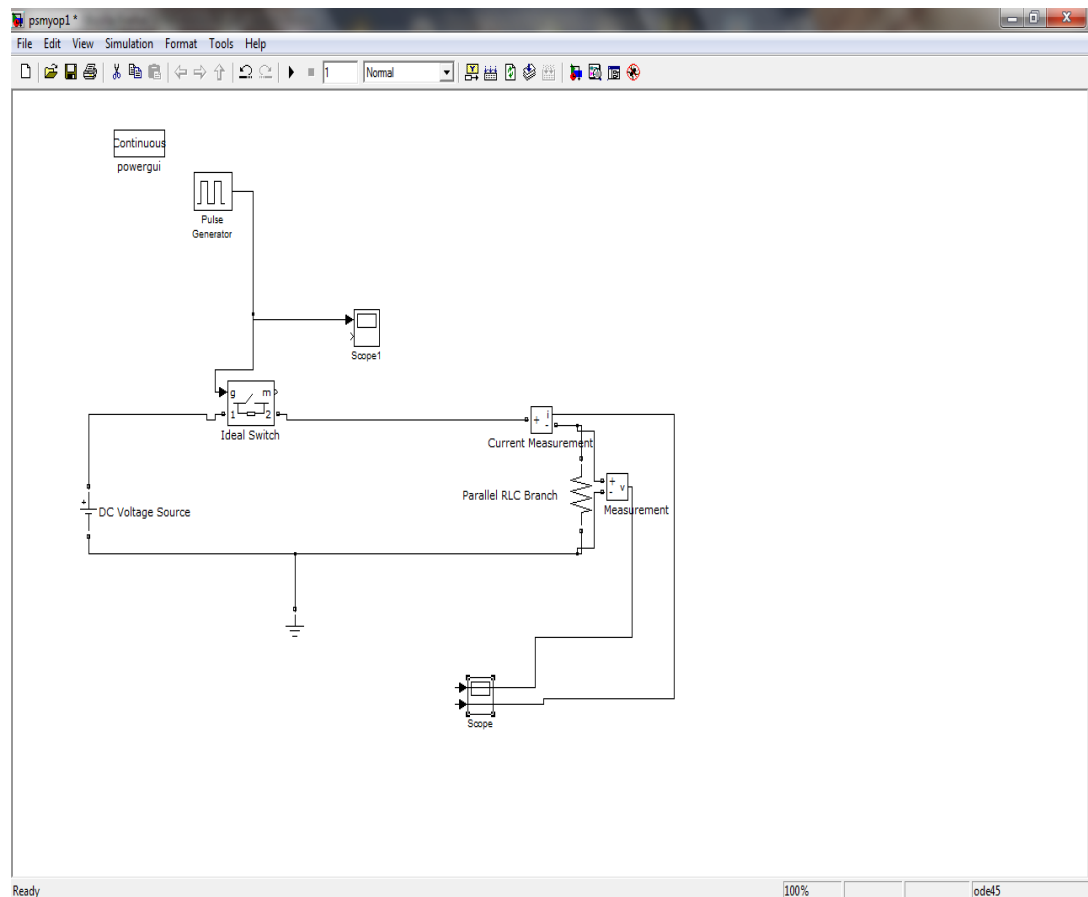 psmyop1 *
File Edit View Simulation Format Tools Help
1 Normal
Continuous
powergui
Pulse
Generator
Scope1
g m
1 2
Ideal Switch
+ i
-
Current Measurement
Parallel RLC Branch
+ v
-
Measurement
+
DC Voltage Source
Scope
Ready 100% ode45